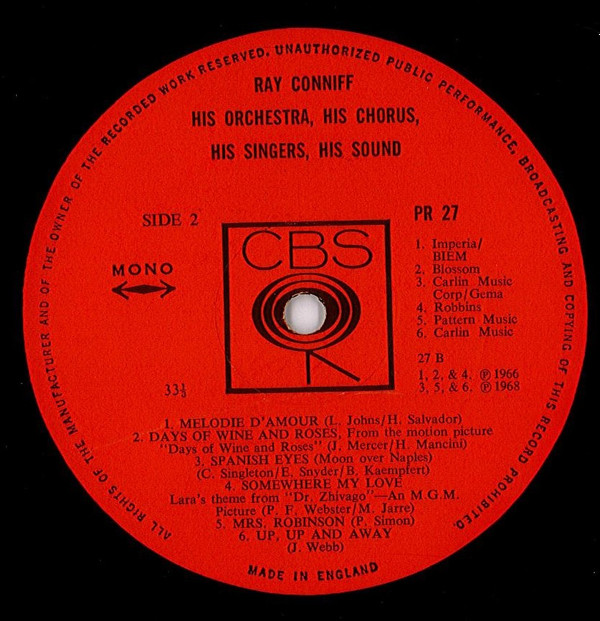 ALL RIGHTS OF THE MANUFACTURER AND OF THE OWNER OF THE RECORDED WORK RESERVED. UNAUTHORIZED PUBLIC PERFORMANCE, BROADCASTING AND COPYING OF THIS RECORD PROHIBITED.
RAY CONNIFF
HIS ORCHESTRA, HIS CHORUS,
HIS SINGERS, HIS SOUND
SIDE 2
PR 27
CBS
MONO
1. Imperia/
BIEM
2. Blossom
3. Carlin Music
Corp/Gema
4. Robbins
5. Pattern Music
6. Carlin Music
27 B
1, 2, & 4. ℗ 1966
3, 5, & 6. ℗ 1968
33⅓
1. MELODIE D'AMOUR (L. Johns/H. Salvador)
2. DAYS OF WINE AND ROSES, From the motion picture
"Days of Wine and Roses" (J. Mercer/H. Mancini)
3. SPANISH EYES (Moon over Naples)
(C. Singleton/E. Snyder/B. Kaempfert)
4. SOMEWHERE MY LOVE
Lara's theme from "Dr. Zhivago"—An M.G.M.
Picture (P. F. Webster/M. Jarre)
5. MRS. ROBINSON (P. Simon)
6. UP, UP AND AWAY
(J. Webb)
MADE IN ENGLAND